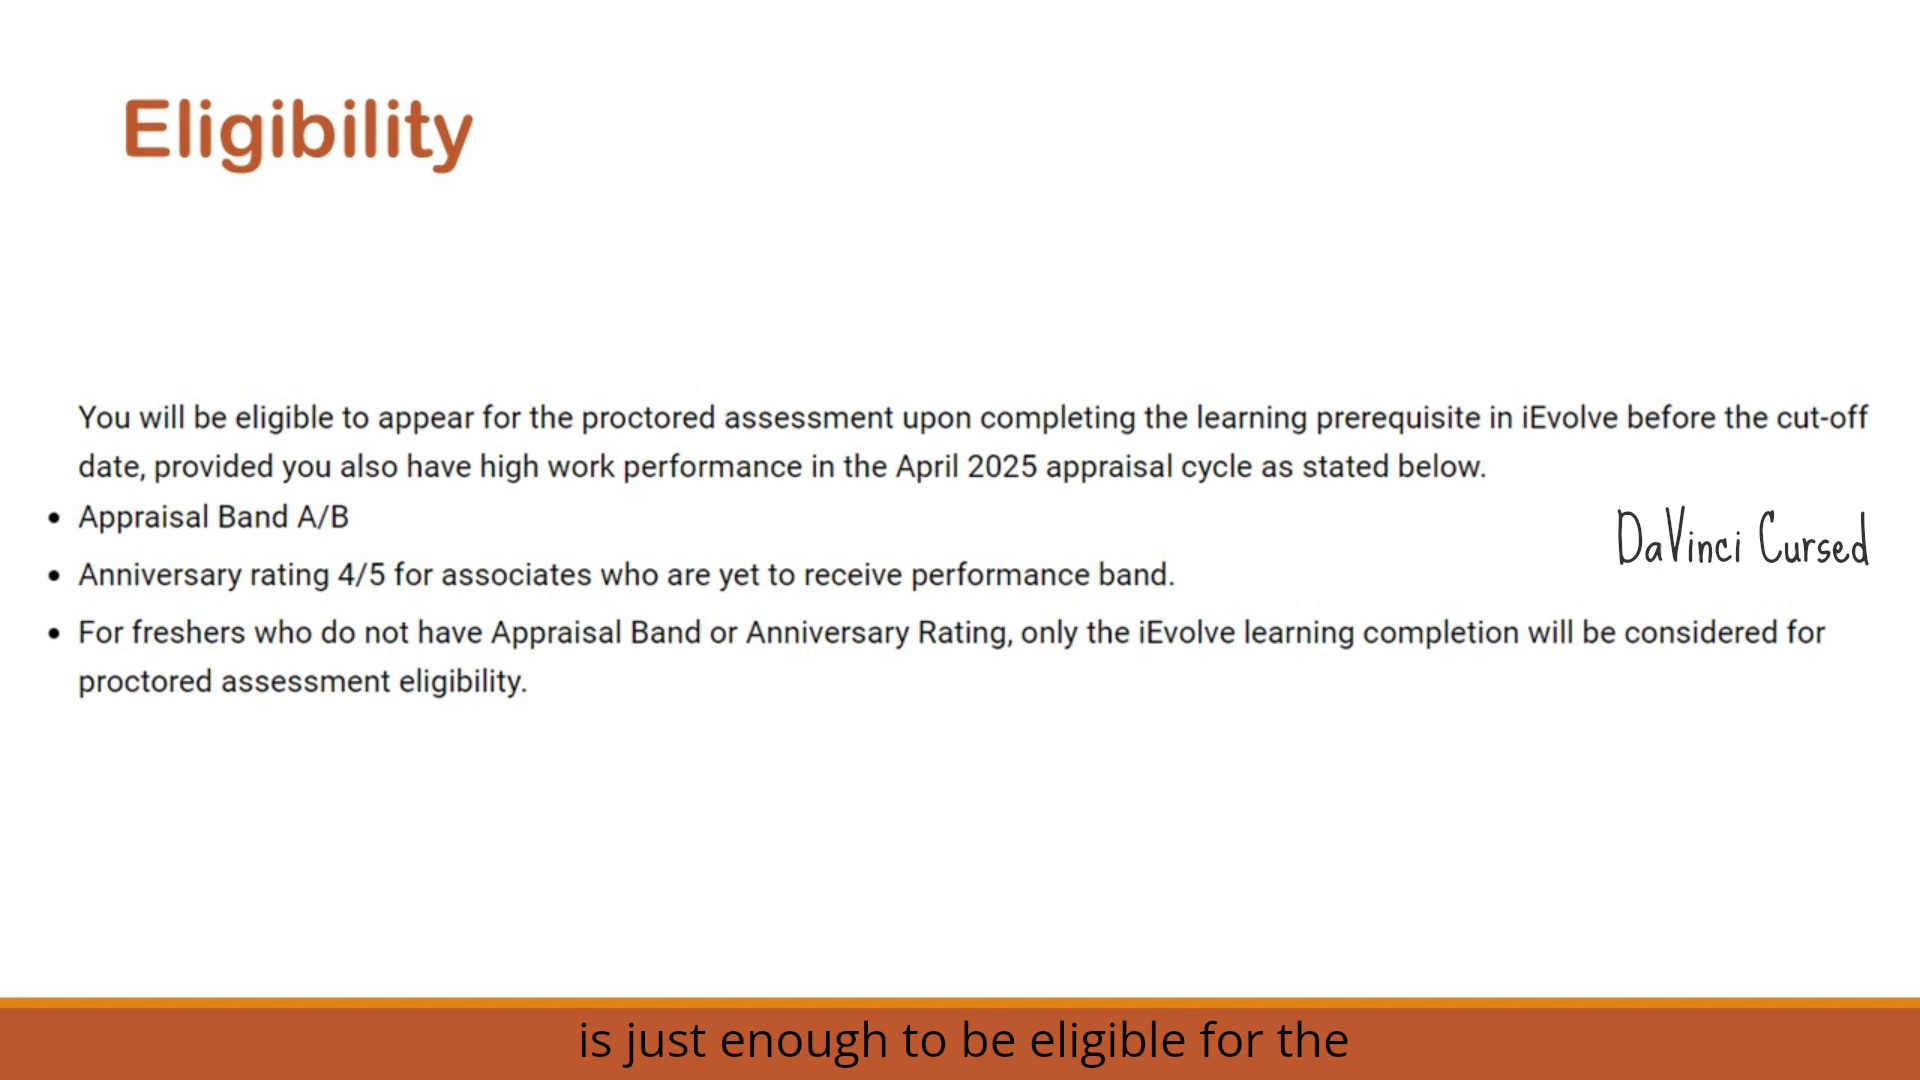 Eligibility
You will be eligible to appear for the proctored assessment upon completing the learning prerequisite in iEvolve before the cut-off
date, provided you also have high work performance in the April 2025 appraisal cycle as stated below.
• Appraisal Band A/B
DaVinci Cursed
• Anniversary rating 4/5 for associates who are yet to receive performance band.
• For freshers who do not have Appraisal Band or Anniversary Rating, only the iEvolve learning completion will be considered for
proctored assessment eligibility.
is just enough to be eligible for the